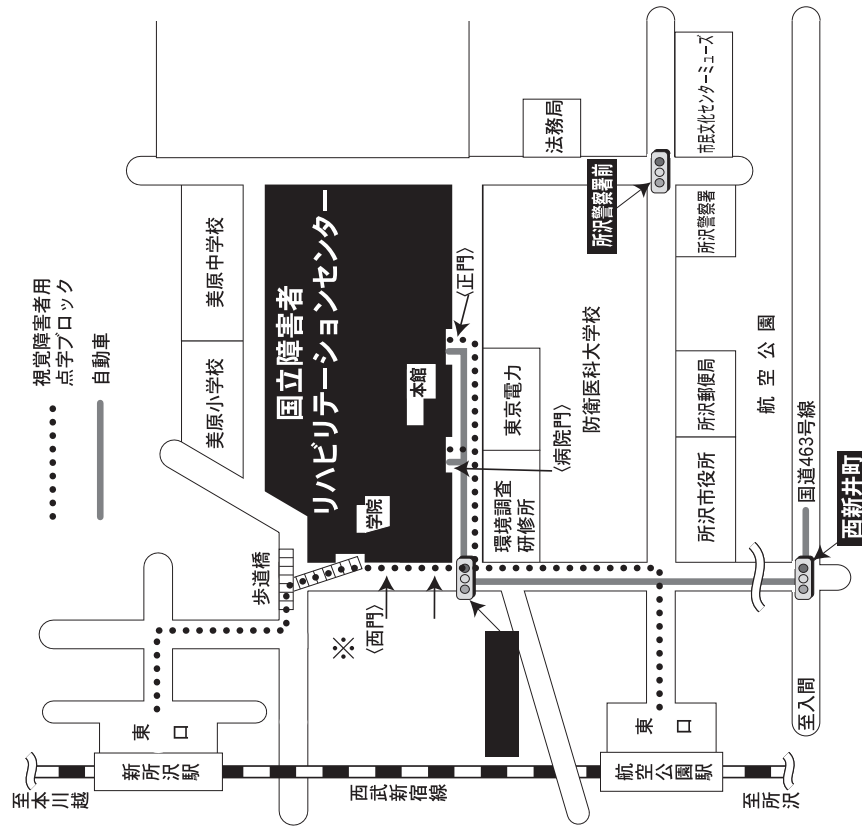 視覚障害者用
点字ブロック
自動車
美原中学校
美原小学校
国立障害者
リハビリテーションセンター
法務局
市民文化センターミューズ
所沢警察署前
所沢警察署
〈正門〉
本館
学院
〈病院門〉
東京電力
環境調査
研修所
防衛医科大学校
所沢郵便局
所沢市役所
航空公園
国道463号線
西新井町
歩道橋
※
〈西門〉
東口
新所沢駅
至本川越
西武新宿線
東口
航空公園駅
至所沢
至入間